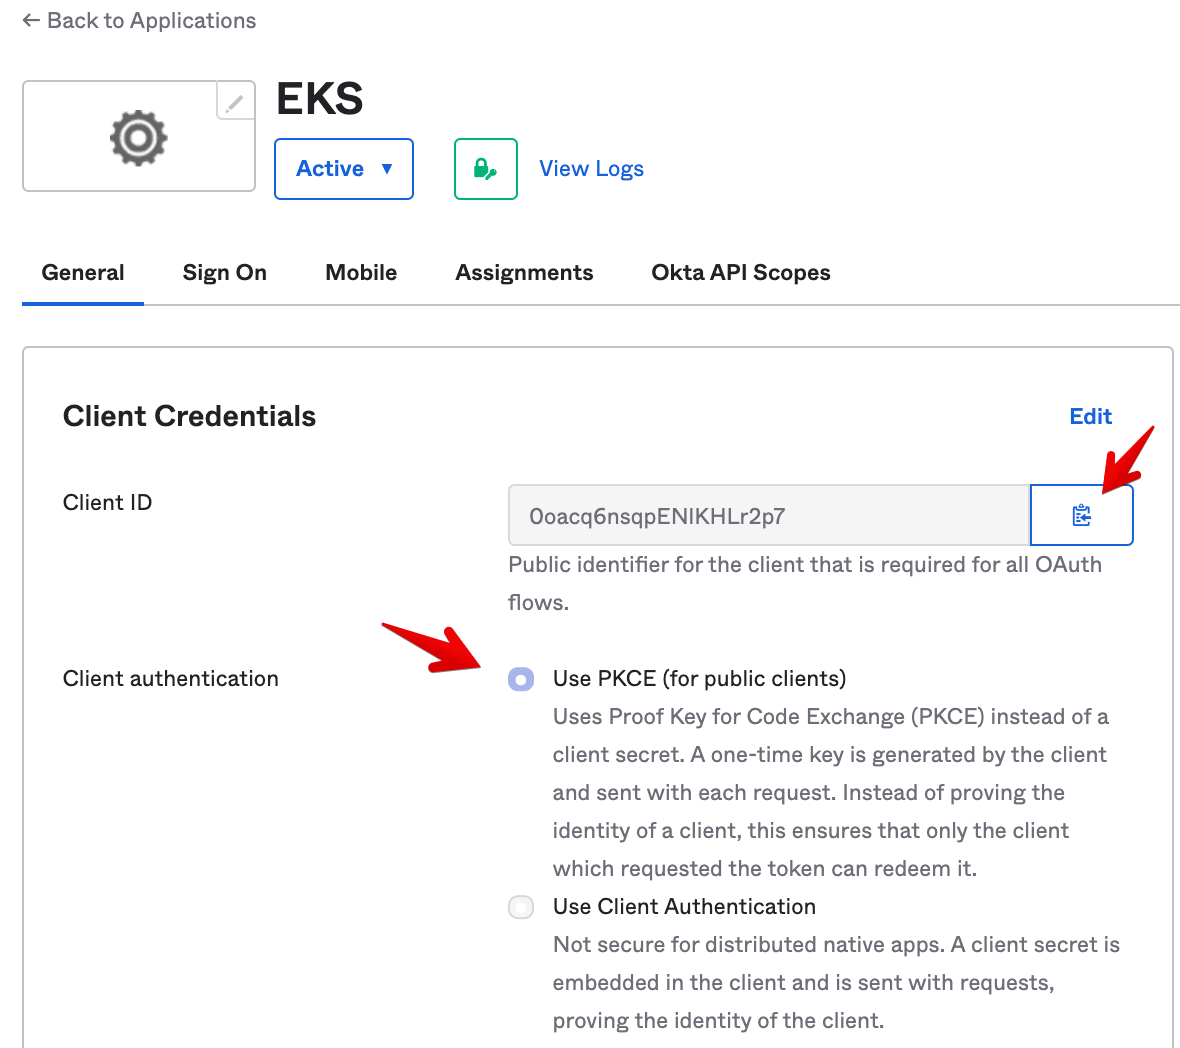 ← Back to Applications
EKS
Active ▼
View Logs
General Sign On Mobile Assignments Okta API Scopes
Client Credentials
Edit
Client ID
0oacq6nsqpENIKHLr2p7
Public identifier for the client that is required for all OAuth
flows.
Client authentication
Use PKCE (for public clients)
Uses Proof Key for Code Exchange (PKCE) instead of a
client secret. A one-time key is generated by the client
and sent with each request. Instead of proving the
identity of a client, this ensures that only the client
which requested the token can redeem it.
Use Client Authentication
Not secure for distributed native apps. A client secret is
embedded in the client and is sent with requests,
proving the identity of the client.